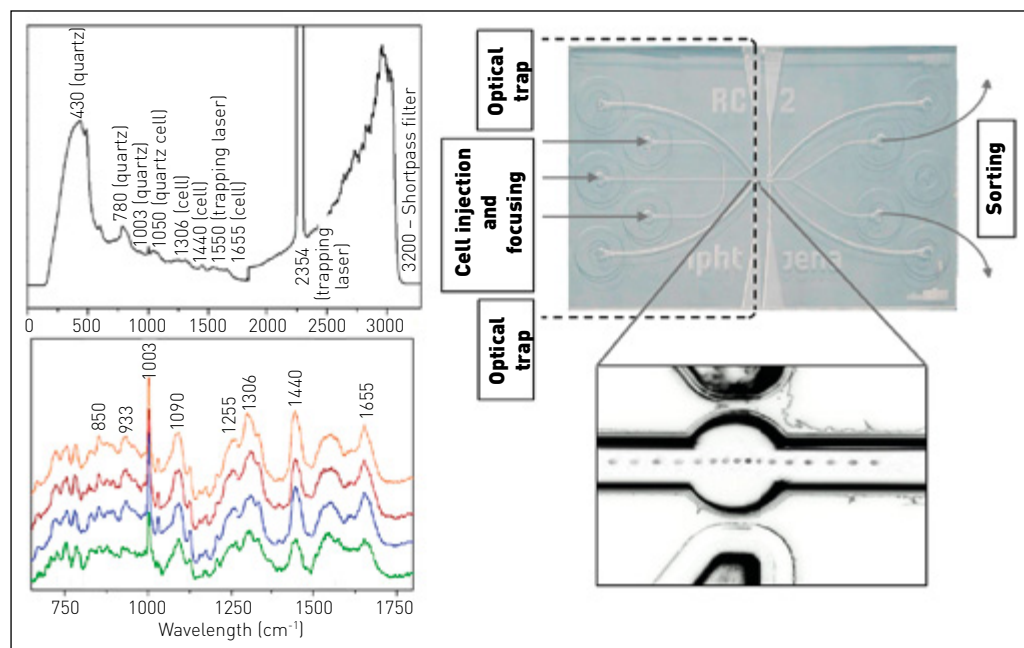 430 (quartz)
780 (quartz)
1003 (quartz)
1050 (quartz cell)
1306 (cell)
1440 (cell)
1550 (trapping laser)
1655 (cell)
2354
(trapping
laser)
3200 – Shortpass filter
0 500 1000 1500 2000 2500 3000
850
933
1003
1090
1255
1306
1440
1655
750 1000 1250 1500 1750
Wavelength (cm⁻¹)
Optical
trap
Cell injection
and
focusing
Optical
trap
RC 2
ipht jena
Sorting